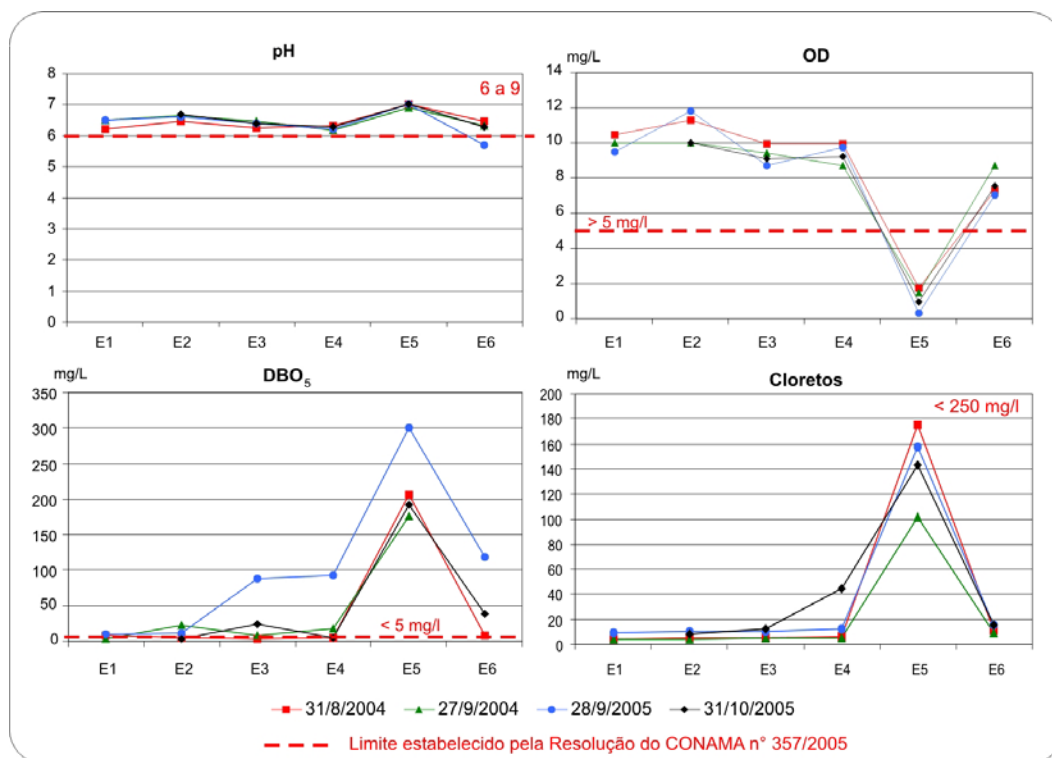 pH
8
7
6
5
4
3
2
1
0
6 a 9
E1 E2 E3 E4 E5 E6
mg/L
OD
14
12
10
8
6
4
2
0
> 5 mg/l
E1 E2 E3 E4 E5 E6
mg/L
DBO₅
350
300
250
200
150
100
50
0
< 5 mg/l
E1 E2 E3 E4 E5 E6
mg/L
Cloretos
200
180
160
140
120
100
80
60
40
20
0
< 250 mg/l
E1 E2 E3 E4 E5 E6
31/8/2004 27/9/2004 28/9/2005 31/10/2005
Limite estabelecido pela Resolução do CONAMA n° 357/2005